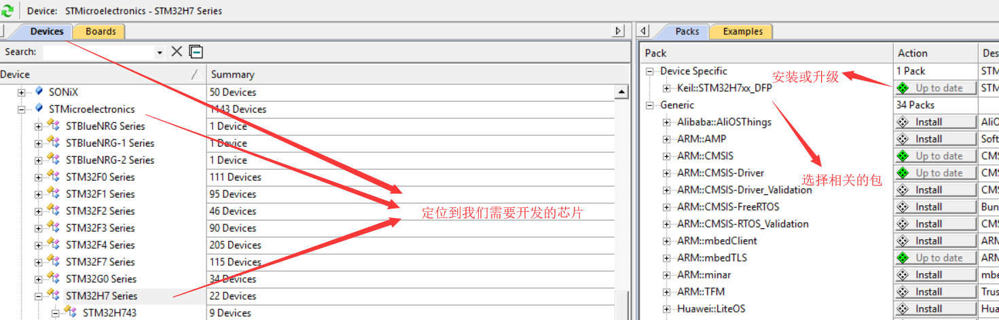 Device: STMicroelectronics - STM32H7 Series
Devices Boards
Search:
Device Summary
SONiX 50 Devices
STMicroelectronics 1143 Devices
STBlueNRG Series 1 Device
STBlueNRG-1 Series 1 Device
STBlueNRG-2 Series 1 Device
STM32F0 Series 111 Devices
STM32F1 Series 95 Devices
STM32F2 Series 46 Devices
STM32F3 Series 90 Devices
STM32F4 Series 205 Devices
STM32F7 Series 115 Devices
STM32G0 Series 34 Devices
STM32H7 Series 22 Devices
STM32H743 9 Devices
定位到我们需要开发的芯片
Packs Examples
Pack Action Des
Device Specific 1 Pack STM
安装或升级
Keil::STM32H7xx_DFP Up to date STM
Generic 34 Packs
Alibaba::AliOSThings Install AliO
ARM::AMP Install Soft
ARM::CMSIS Up to date CMS
ARM::CMSIS-Driver Up to date CMS
选择相关的包
ARM::CMSIS-Driver_Validation Install CMS
ARM::CMSIS-FreeRTOS Install Bun
ARM::CMSIS-RTOS_Validation Install CMS
ARM::mbedClient Install ARM
ARM::mbedTLS Up to date ARM
ARM::minar Install mbe
ARM::TFM Install Trus
Huawei::LiteOS Install Hua